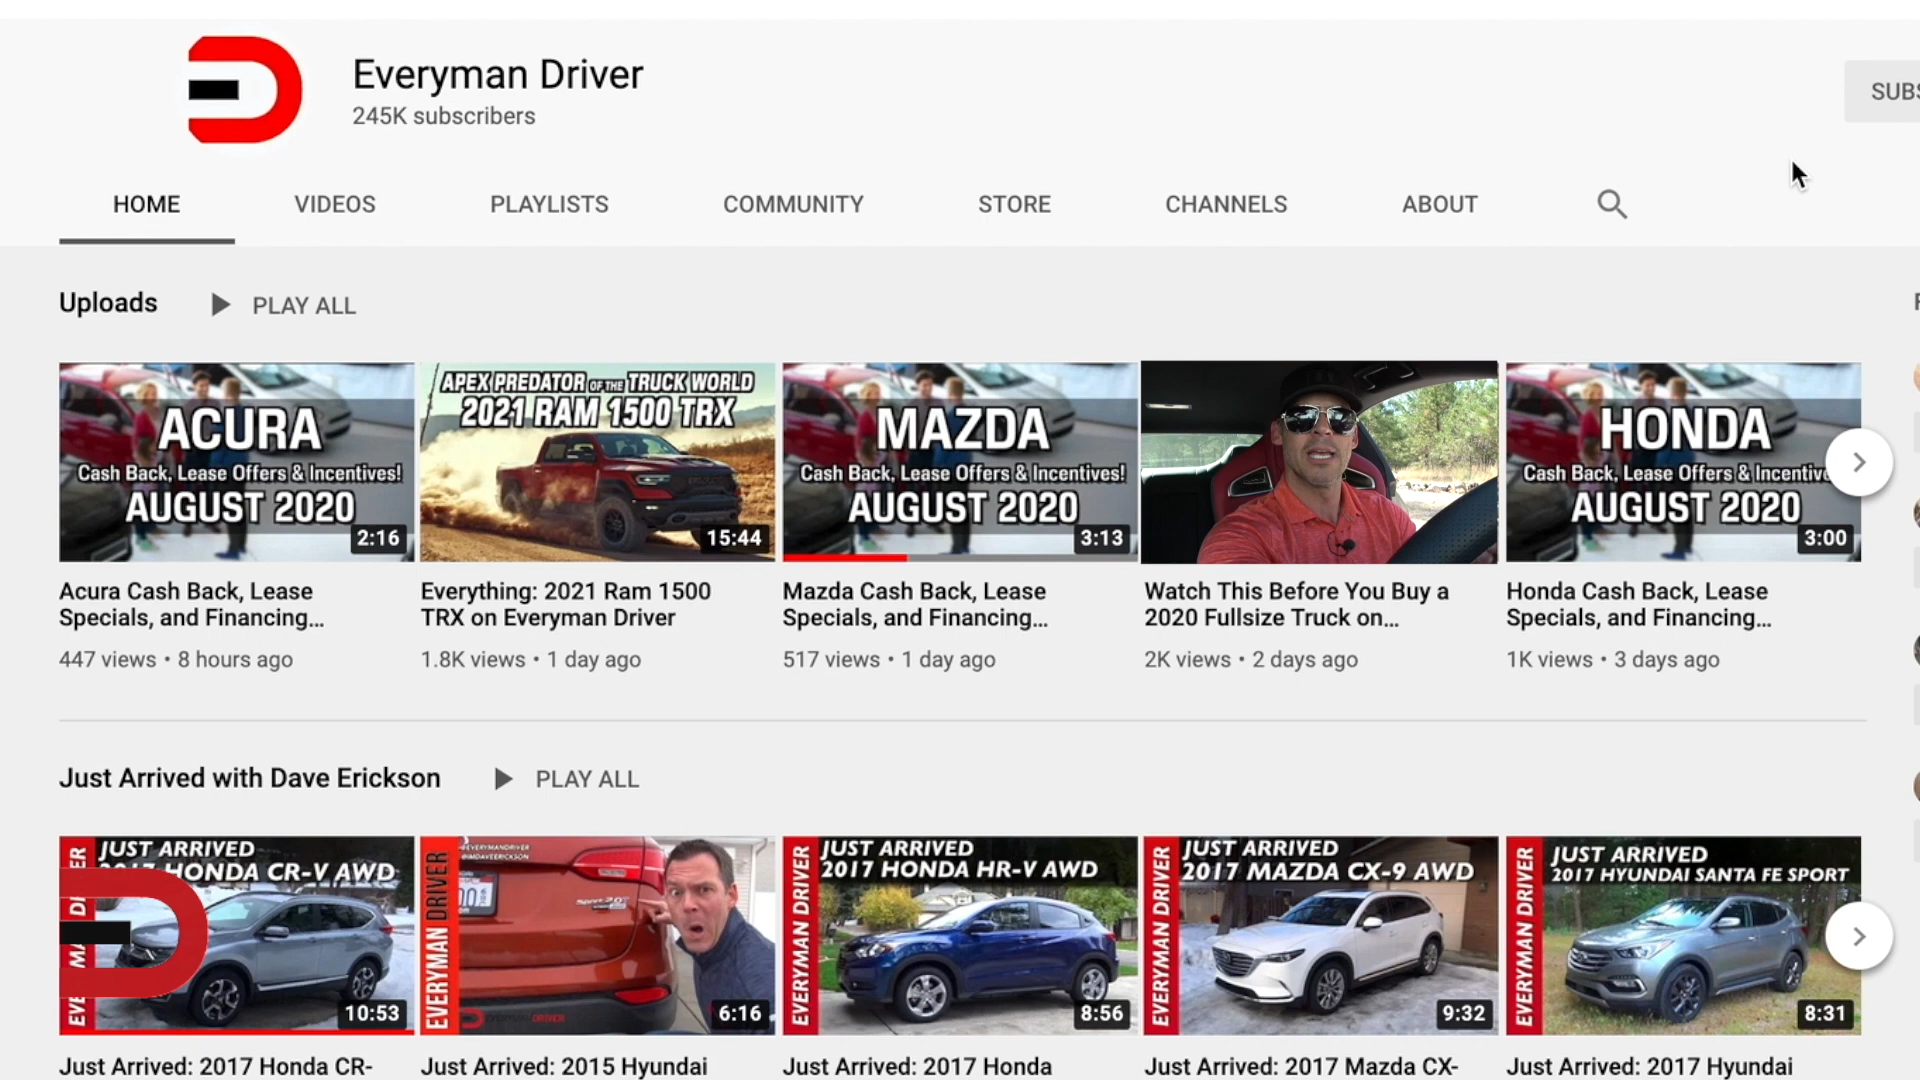 Everyman Driver
245K subscribers
SUBS
HOME
VIDEOS
PLAYLISTS
COMMUNITY
STORE
CHANNELS
ABOUT
Uploads
PLAY ALL
ACURA
Cash Back, Lease Offers & Incentives!
AUGUST 2020
2:16
APEX PREDATOR OF THE TRUCK WORLD
2021 RAM 1500 TRX
15:44
MAZDA
Cash Back, Lease Offers & Incentives!
AUGUST 2020
3:13
HONDA
Cash Back, Lease Offers & Incentiv
AUGUST 2020
3:00
Acura Cash Back, Lease
Specials, and Financing...
447 views • 8 hours ago
Everything: 2021 Ram 1500
TRX on Everyman Driver
1.8K views • 1 day ago
Mazda Cash Back, Lease
Specials, and Financing...
517 views • 1 day ago
Watch This Before You Buy a
2020 Fullsize Truck on...
2K views • 2 days ago
Honda Cash Back, Lease
Specials, and Financing...
1K views • 3 days ago
Just Arrived with Dave Erickson
PLAY ALL
JUST ARRIVED
2017 HONDA CR-V AWD
10:53
EVERYMAN DRIVER
@EVERYMANDRIVER
@IMDAVEERICKSON
EVERYMAN DRIVER
6:16
EVERYMAN DRIVER
JUST ARRIVED
2017 HONDA HR-V AWD
8:56
EVERYMAN DRIVER
JUST ARRIVED
2017 MAZDA CX-9 AWD
9:32
EVERYMAN DRIVER
JUST ARRIVED
2017 HYUNDAI SANTA FE SPORT
8:31
Just Arrived: 2017 Honda CR-
Just Arrived: 2015 Hyundai
Just Arrived: 2017 Honda
Just Arrived: 2017 Mazda CX-
Just Arrived: 2017 Hyundai